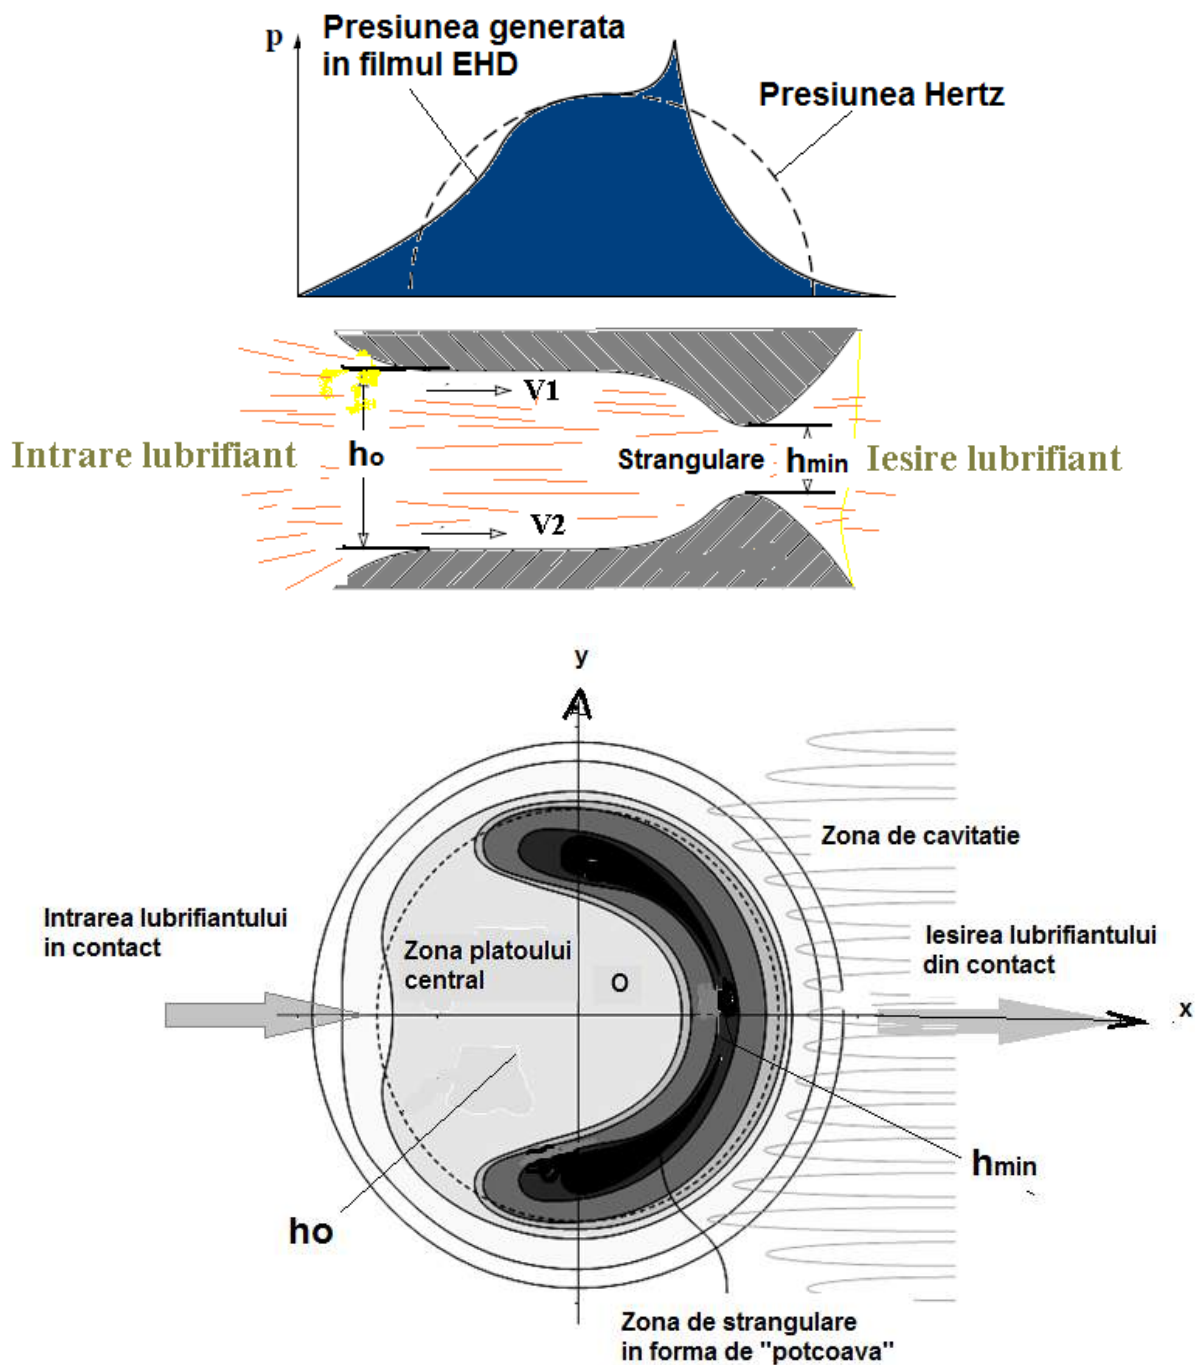 Presiunea generata
in filmul EHD
p
Presiunea Hertz
V1
Intrare lubrifiant
ho
Strangulare
hmin
Iesire lubrifiant
V2
y
Zona de cavitatie
Intrarea lubrifiantului
in contact
Zona platoului
central
O
Iesirea lubrifiantului
din contact
x
hmin
ho
Zona de strangulare
in forma de "potcoava"